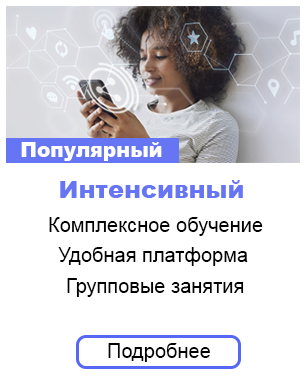 Популярный
Интенсивный
Комплексное обучение
Удобная платформа
Групповые занятия
Подробнее